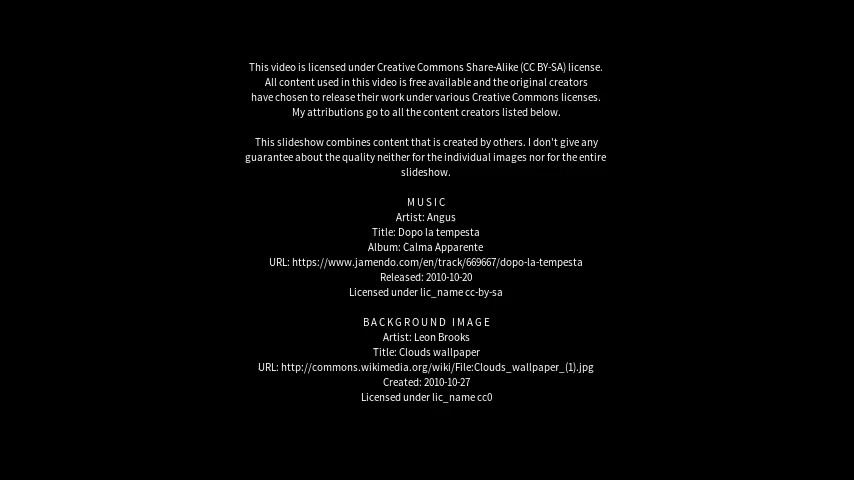 This video is licensed under Creative Commons Share-Alike (CC BY-SA) license.
All content used in this video is free available and the original creators
have chosen to release their work under various Creative Commons licenses.
My attributions go to all the content creators listed below.
This slideshow combines content that is created by others. I don't give any
guarantee about the quality neither for the individual images nor for the entire
slideshow.
M U S I C
Artist: Angus
Title: Dopo la tempesta
Album: Calma Apparente
URL: https://www.jamendo.com/en/track/669667/dopo-la-tempesta
Released: 2010-10-20
Licensed under lic_name cc-by-sa
B A C K G R O U N D   I M A G E
Artist: Leon Brooks
Title: Clouds wallpaper
URL: http://commons.wikimedia.org/wiki/File:Clouds_wallpaper_(1).jpg
Created: 2010-10-27
Licensed under lic_name cc0